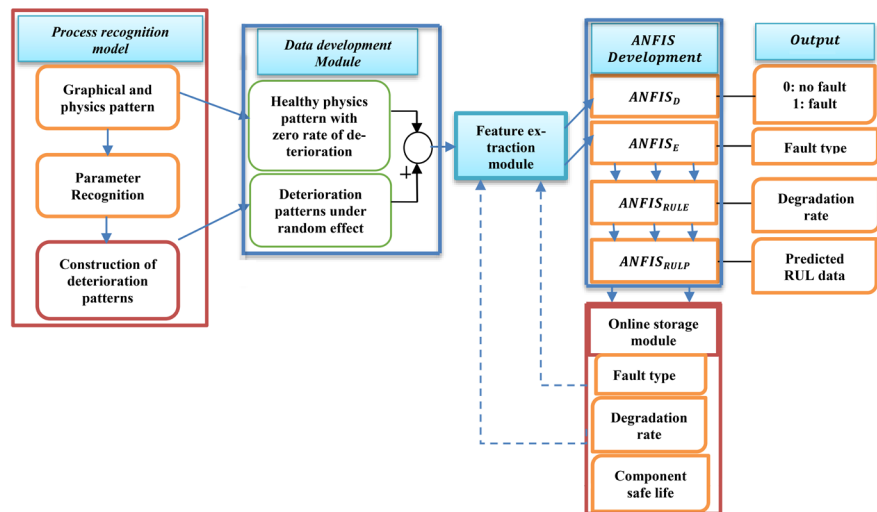 Process recognition
model
Graphical and
physics pattern
Parameter
Recognition
Construction of
deterioration
patterns
Data development
Module
Healthy physics
pattern with
zero rate of de-
terioration
+
Deterioration
patterns under
random effect
Feature ex-
traction module
ANFIS
Development
ANFIS_D
ANFIS_E
ANFIS_RULE
ANFIS_RULP
Output
0: no fault
1: fault
Fault type
Degradation
rate
Predicted
RUL data
Online storage
module
Fault type
Degradation
rate
Component
safe life